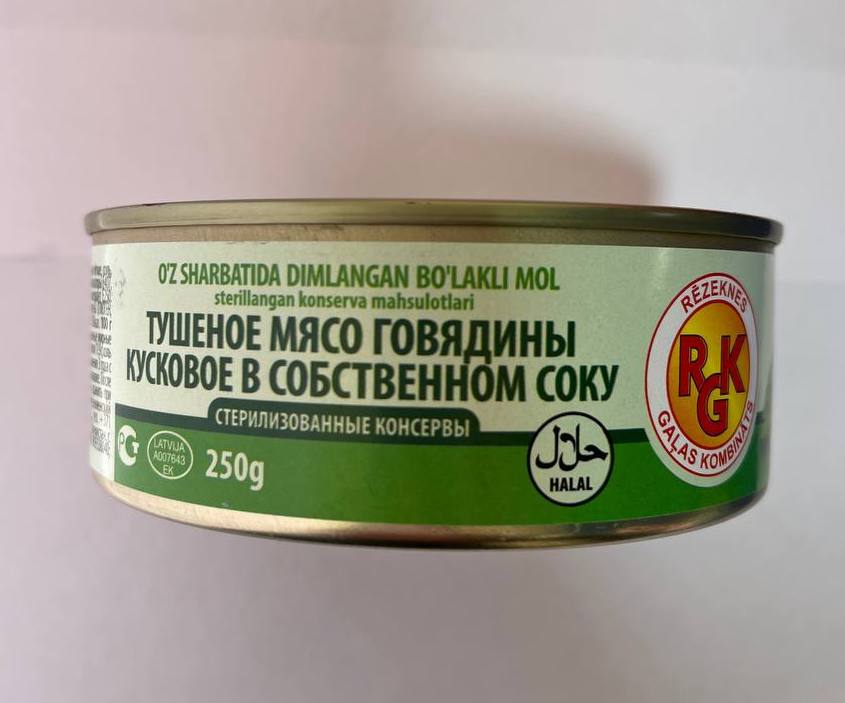 O'Z SHARBATIDA DIMLANGAN BO'LAKLI MOL
sterillangan konserva mahsulotlari
ТУШЕНОЕ МЯСО ГОВЯДИНЫ
КУСКОВОЕ В СОБСТВЕННОМ СОКУ
СТЕРИЛИЗОВАННЫЕ КОНСЕРВЫ
РСТ
LATVIJA
A007643
EK
250g
حلال
HALAL
RĒZEKNES
RGK
GAĻAS KOMBINĀTS